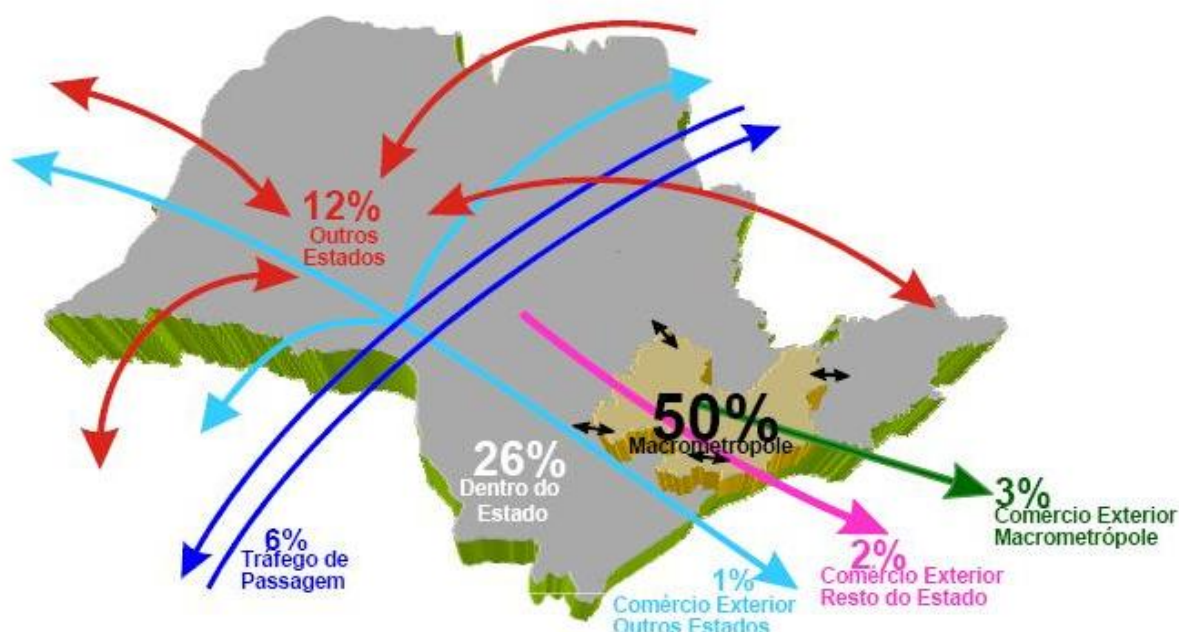 12%
Outros
Estados
50%
Macrometrópole
26%
Dentro do
Estado
3%
Comércio Exterior
Macrometrópole
6%
Tráfego de
Passagem
2%
Comércio Exterior
Resto do Estado
1%
Comércio Exterior
Outros Estados